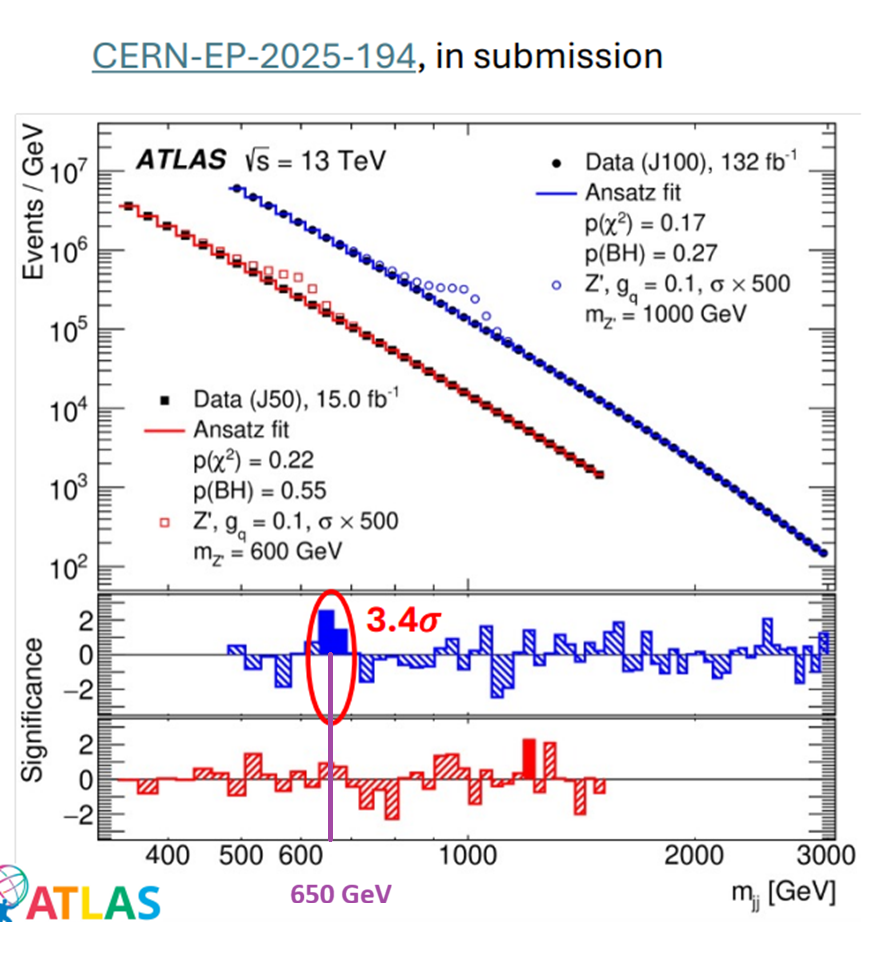 CERN-EP-2025-194, in submission
Events / GeV
10⁷
10⁶
10⁵
10⁴
10³
10²
ATLAS √s = 13 TeV
Data (J100), 132 fb⁻¹
Ansatz fit
p(χ²) = 0.17
p(BH) = 0.27
Z', g_q = 0.1, σ × 500
m_Z' = 1000 GeV
Data (J50), 15.0 fb⁻¹
Ansatz fit
p(χ²) = 0.22
p(BH) = 0.55
Z', g_q = 0.1, σ × 500
m_Z' = 600 GeV
Significance
2
0
−2
3.4σ
2
0
−2
400 500 600 1000 2000 3000
650 GeV
m_jj [GeV]
ATLAS